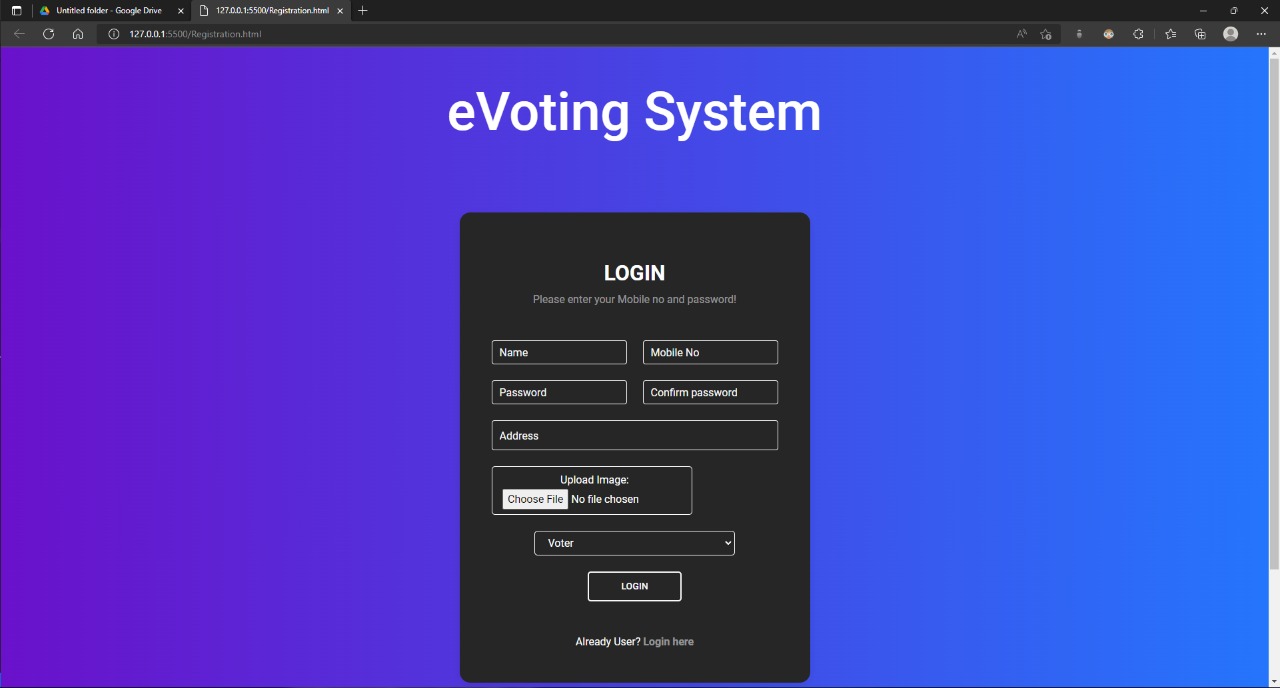 Untitled folder - Google Drive
127.0.0.1:5500/Registration.html
127.0.0.1:5500/Registration.html
eVoting System
LOGIN
Please enter your Mobile no and password!
Name Mobile No
Password Confirm password
Address
Upload Image:
Choose File No file chosen
Voter
LOGIN
Already User? Login here